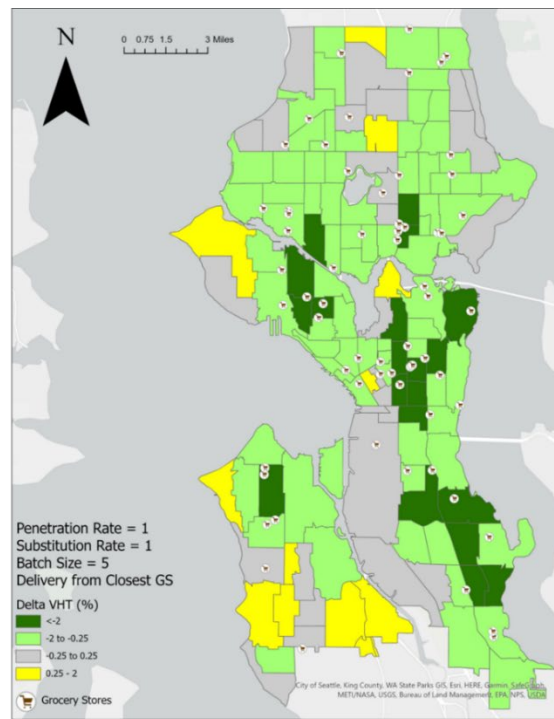 N
0 0.75 1.5 3 Miles
Penetration Rate = 1
Substitution Rate = 1
Batch Size = 5
Delivery from Closest GS
Delta VHT (%)
<-2
-2 to -0.25
-0.25 to 0.25
0.25 - 2
Grocery Stores
City of Seattle, King County, WA State Parks GIS, Esri, HERE, Garmin, SafeGraph,
METI/NASA, USGS, Bureau of Land Management, EPA, NPS, USDA